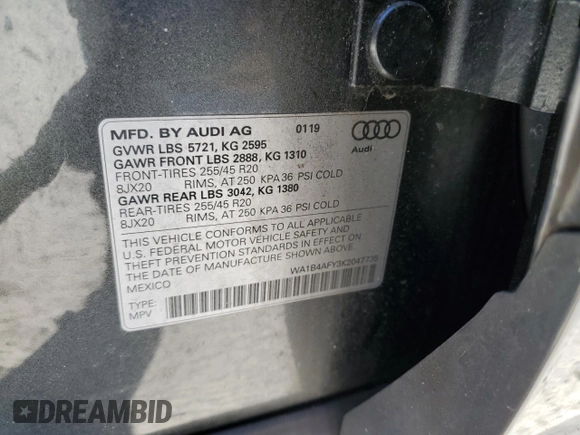 MFD. BY AUDI AG 0119
GVWR LBS 5721, KG 2595
GAWR FRONT LBS 2888, KG 1310
FRONT-TIRES 255/45 R20
8JX20 RIMS, AT 250 KPA 36 PSI COLD
GAWR REAR LBS 3042, KG 1380
REAR-TIRES 255/45 R20
8JX20 RIMS, AT 250 KPA 36 PSI COLD
Audi
THIS VEHICLE CONFORMS TO ALL APPLICABLE
U.S. FEDERAL MOTOR VEHICLE SAFETY AND
THEFT PREVENTION STANDARDS IN EFFECT ON
THE DATE OF MANUFACTURE SHOWN ABOVE.
MEXICO
WA1B4AFY3K2047735
TYPE:
MPV
DREAMBID